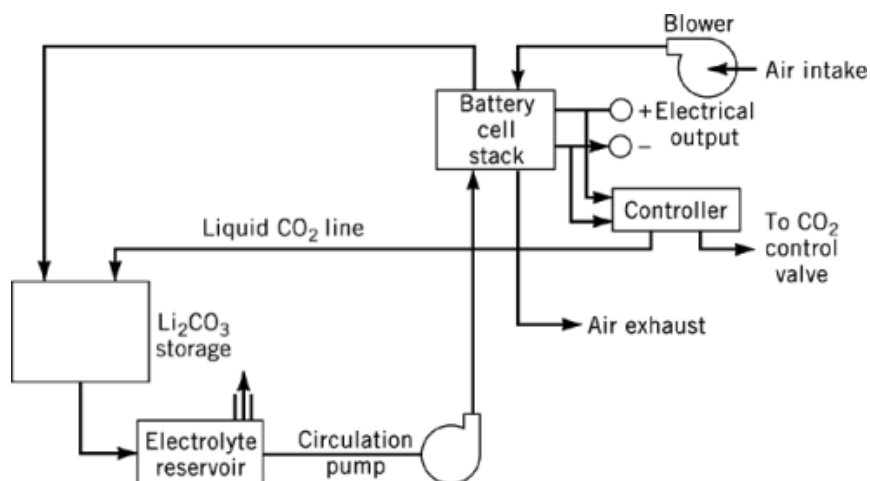 Blower
Air intake
Battery
cell
stack
+ Electrical
output
−
Controller
To CO₂
control
valve
Liquid CO₂ line
Li₂CO₃
storage
Air exhaust
Electrolyte
reservoir
Circulation
pump